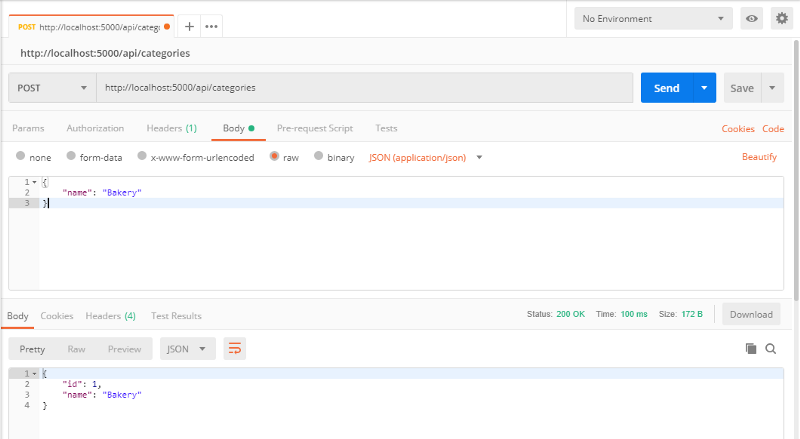 POST http://localhost:5000/api/categ
No Environment
http://localhost:5000/api/categories
POST http://localhost:5000/api/categories Send Save
Params Authorization Headers (1) Body Pre-request Script Tests Cookies Code
none form-data x-www-form-urlencoded raw binary JSON (application/json) Beautify
1 {
2 "name": "Bakery"
3 }
Body Cookies Headers (4) Test Results Status: 200 OK Time: 100 ms Size: 172 B Download
Pretty Raw Preview JSON
1 {
2 "id": 1,
3 "name": "Bakery"
4 }